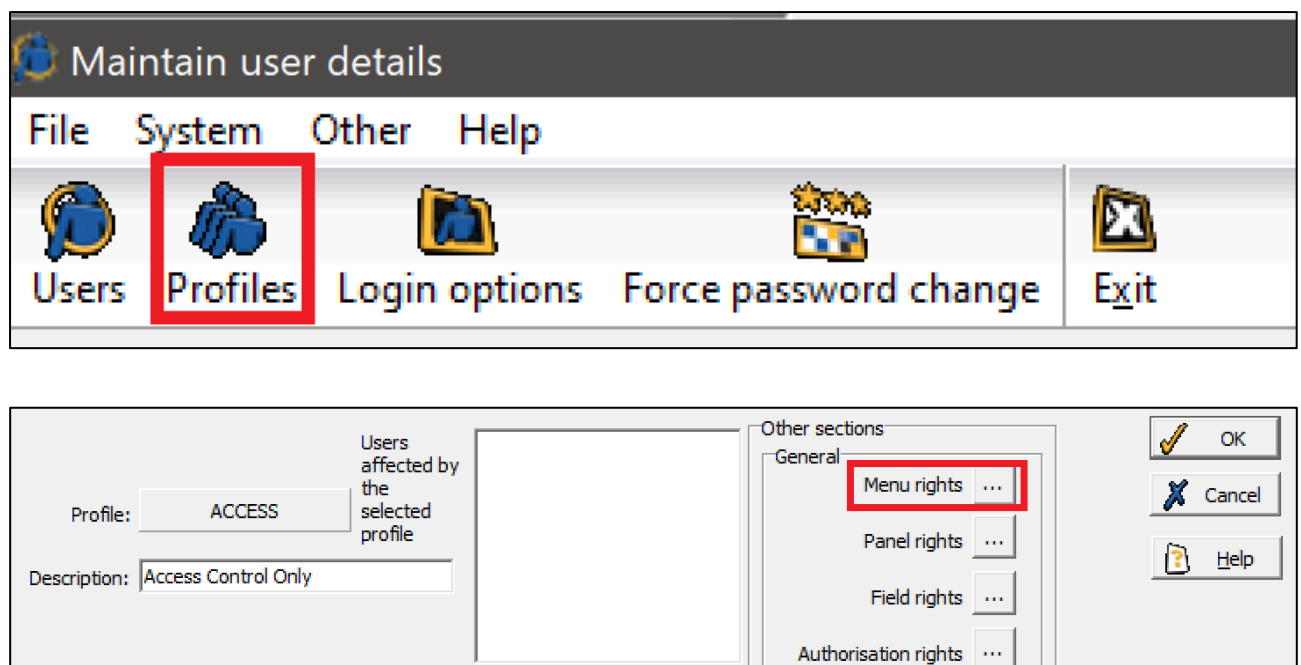 Maintain user details
File System Other Help
Users Profiles Login options Force password change Exit
Users
affected by
the
selected
profile
Profile: ACCESS
Description: Access Control Only
Other sections
General
Menu rights ...
Panel rights ...
Field rights ...
Authorisation rights ...
OK
Cancel
Help